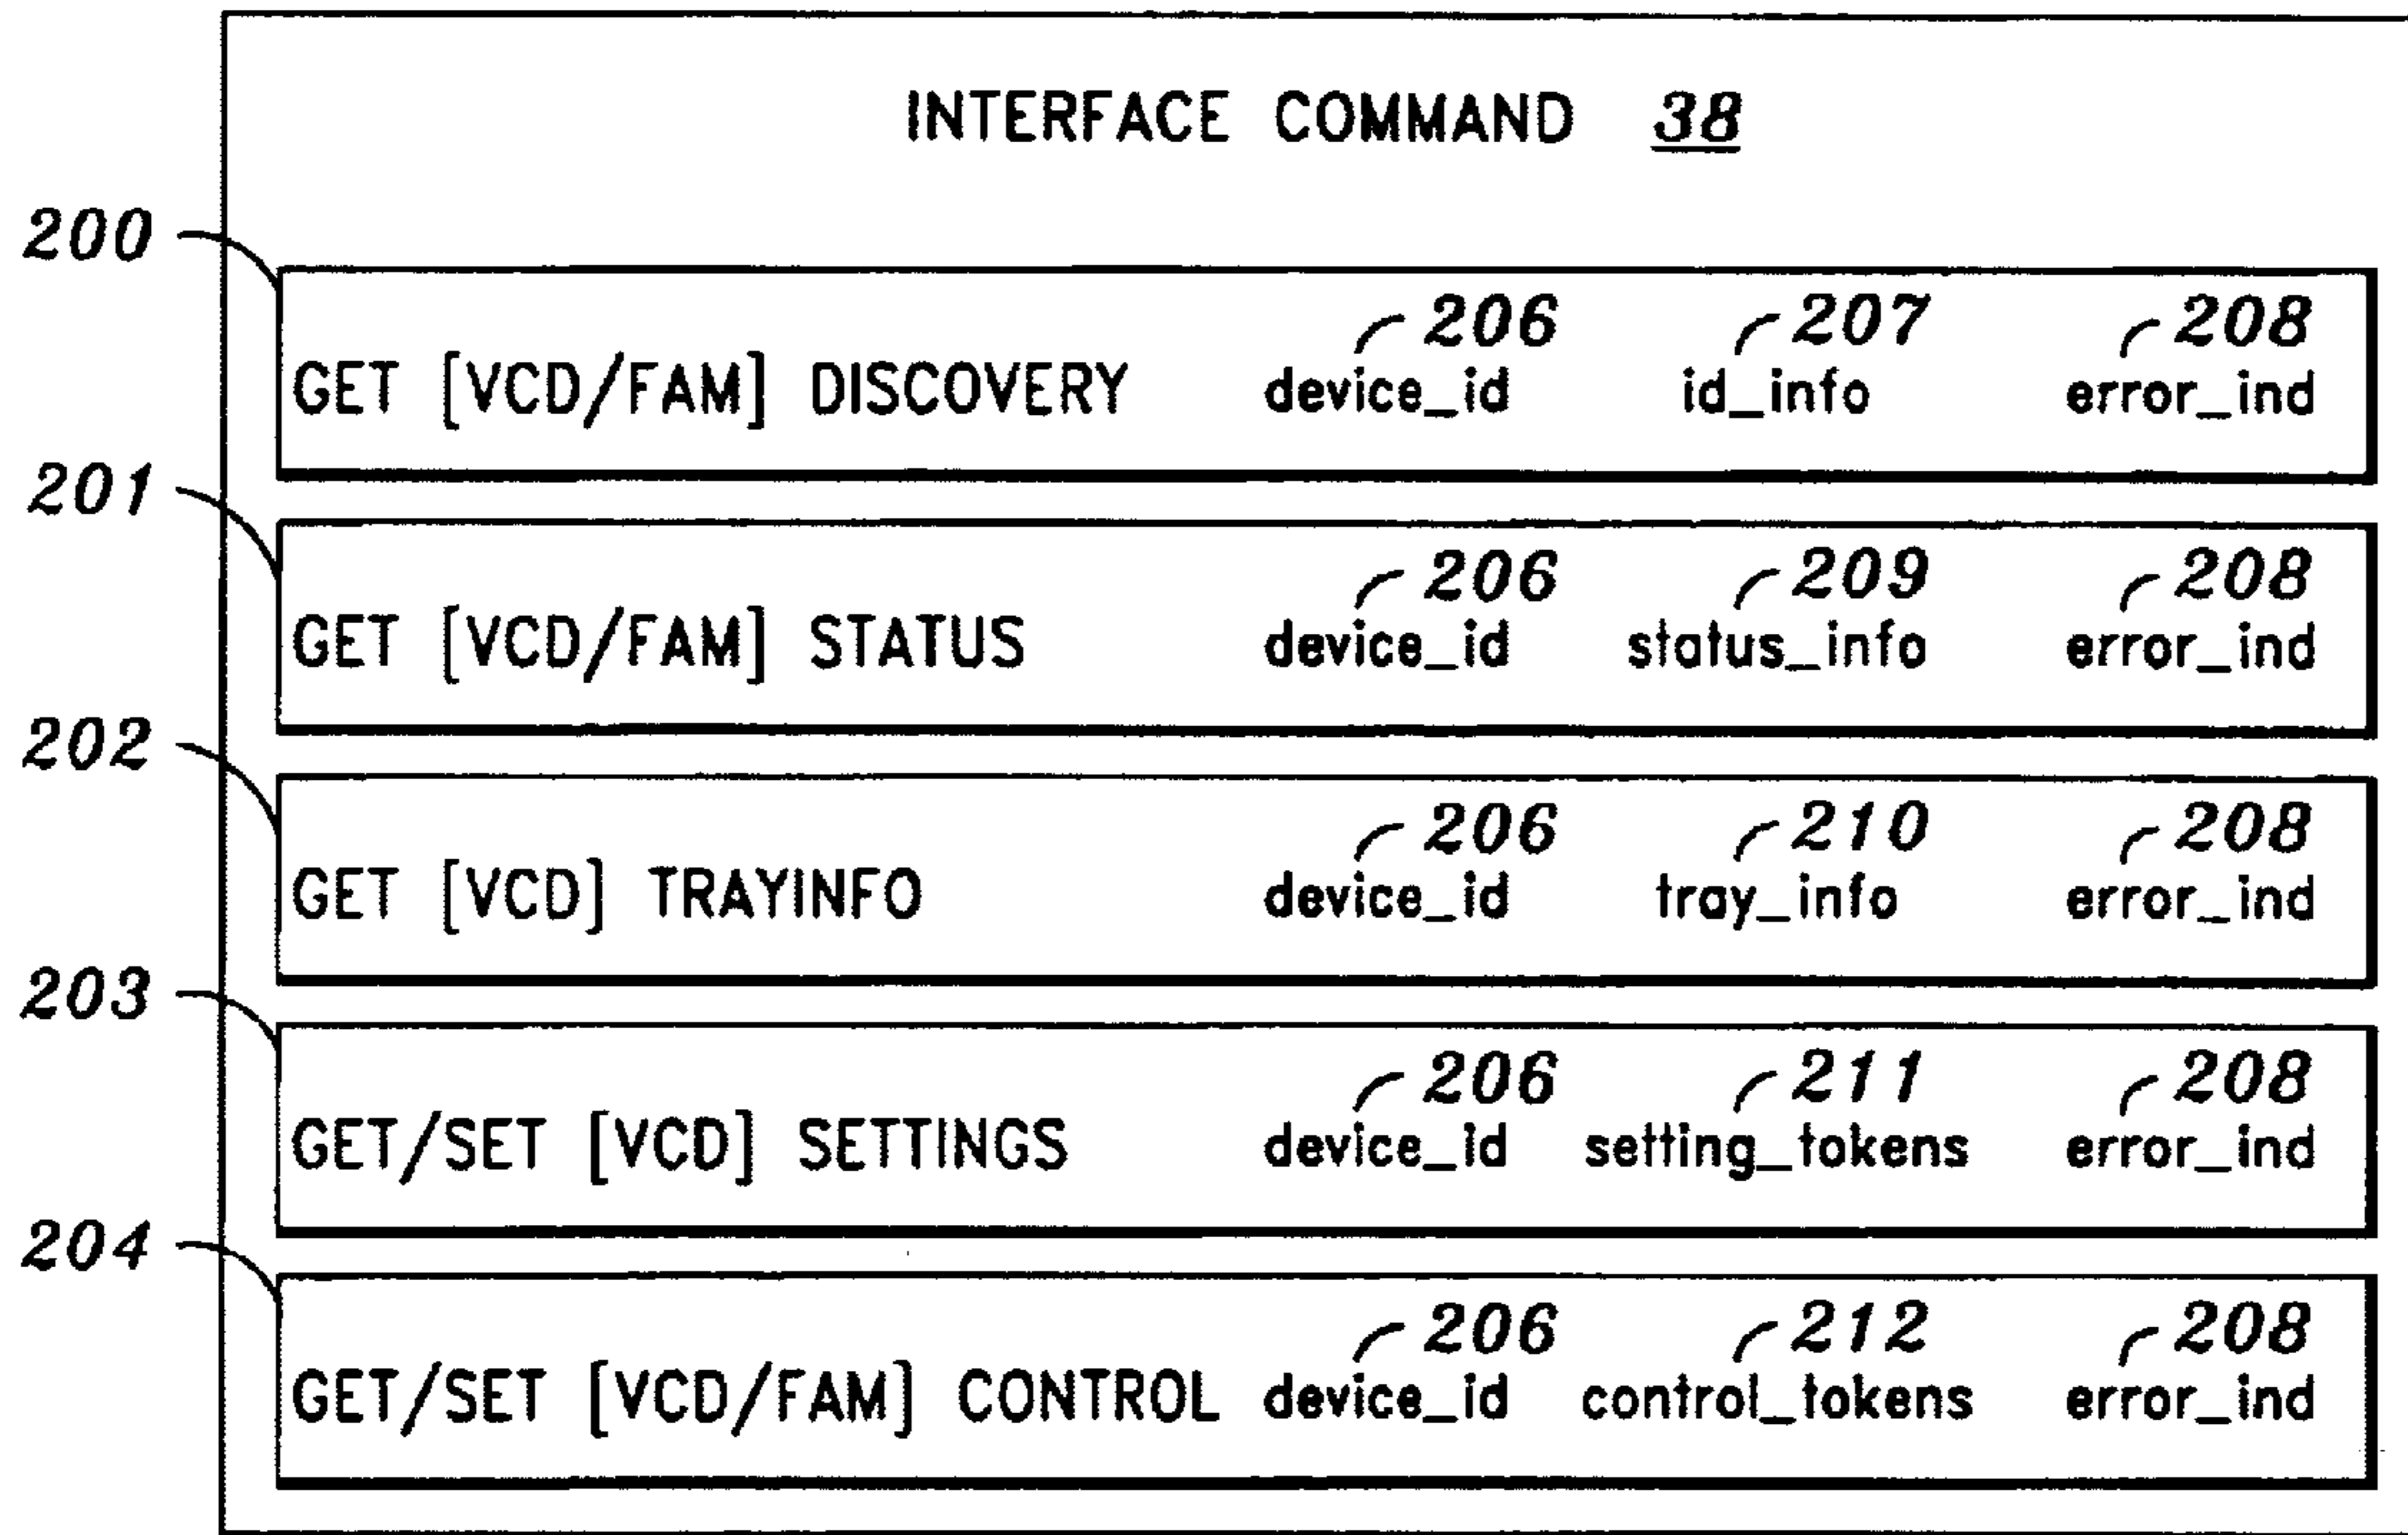 INTERFACE COMMAND 38
200
206 207 208
GET [VCD/FAM] DISCOVERY device_id id_info error_ind
201
206 209 208
GET [VCD/FAM] STATUS device_id status_info error_ind
202
206 210 208
GET [VCD] TRAYINFO device_id tray_info error_ind
203
206 211 208
GET/SET [VCD] SETTINGS device_id setting_tokens error_ind
204
206 212 208
GET/SET [VCD/FAM] CONTROL device_id control_tokens error_ind